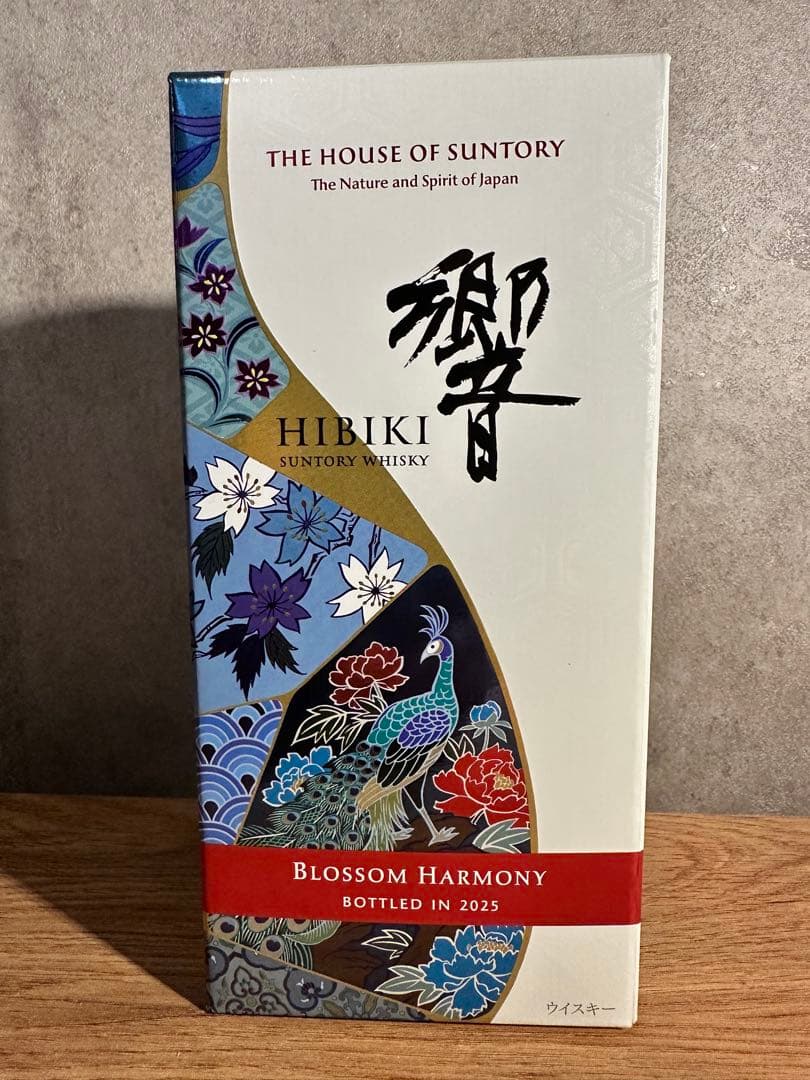 THE HOUSE OF SUNTORY
The Nature and Spirit of Japan
響
HIBIKI
SUNTORY WHISKY
BLOSSOM HARMONY
BOTTLED IN 2025
ウイスキー